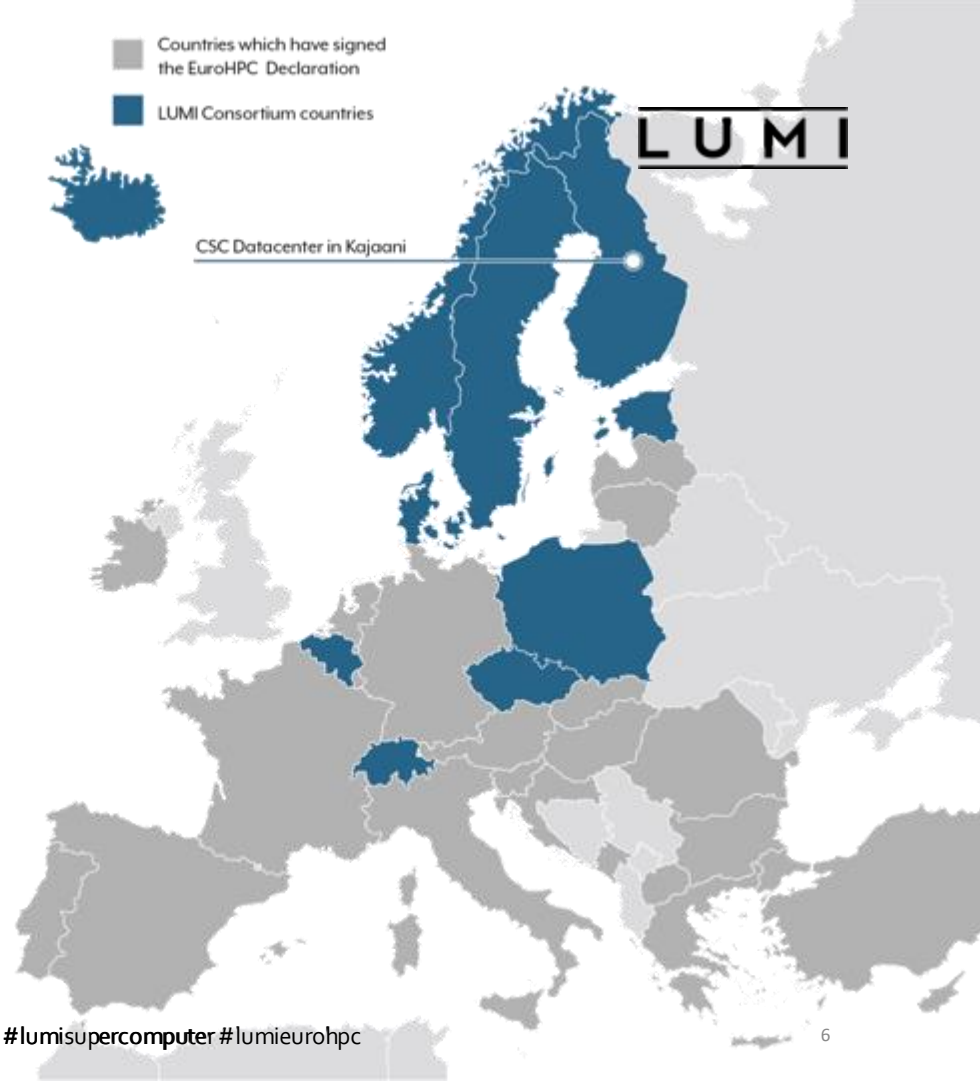 Countries which have signed
the EuroHPC Declaration
LUMI Consortium countries
LUMI
CSC Datacenter in Kajaani
#lumisupercomputer #lumieurohpc
6